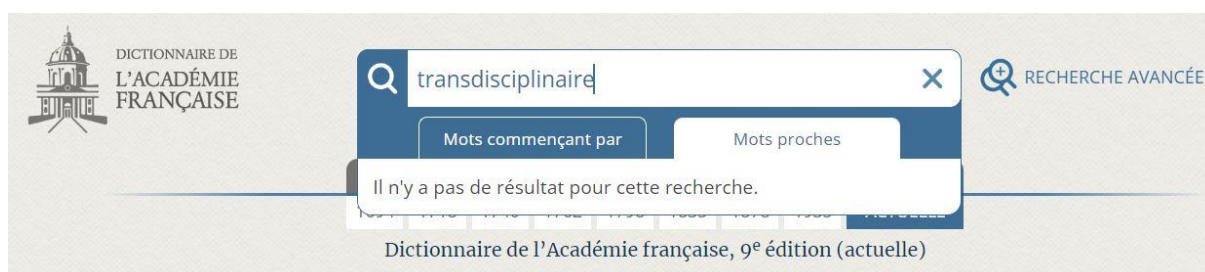 DICTIONNAIRE DE
L'ACADÉMIE
FRANÇAISE
transdisciplinaire
RECHERCHE AVANCÉE
Mots commençant par
Mots proches
Il n'y a pas de résultat pour cette recherche.
Dictionnaire de l’Académie française, 9e édition (actuelle)